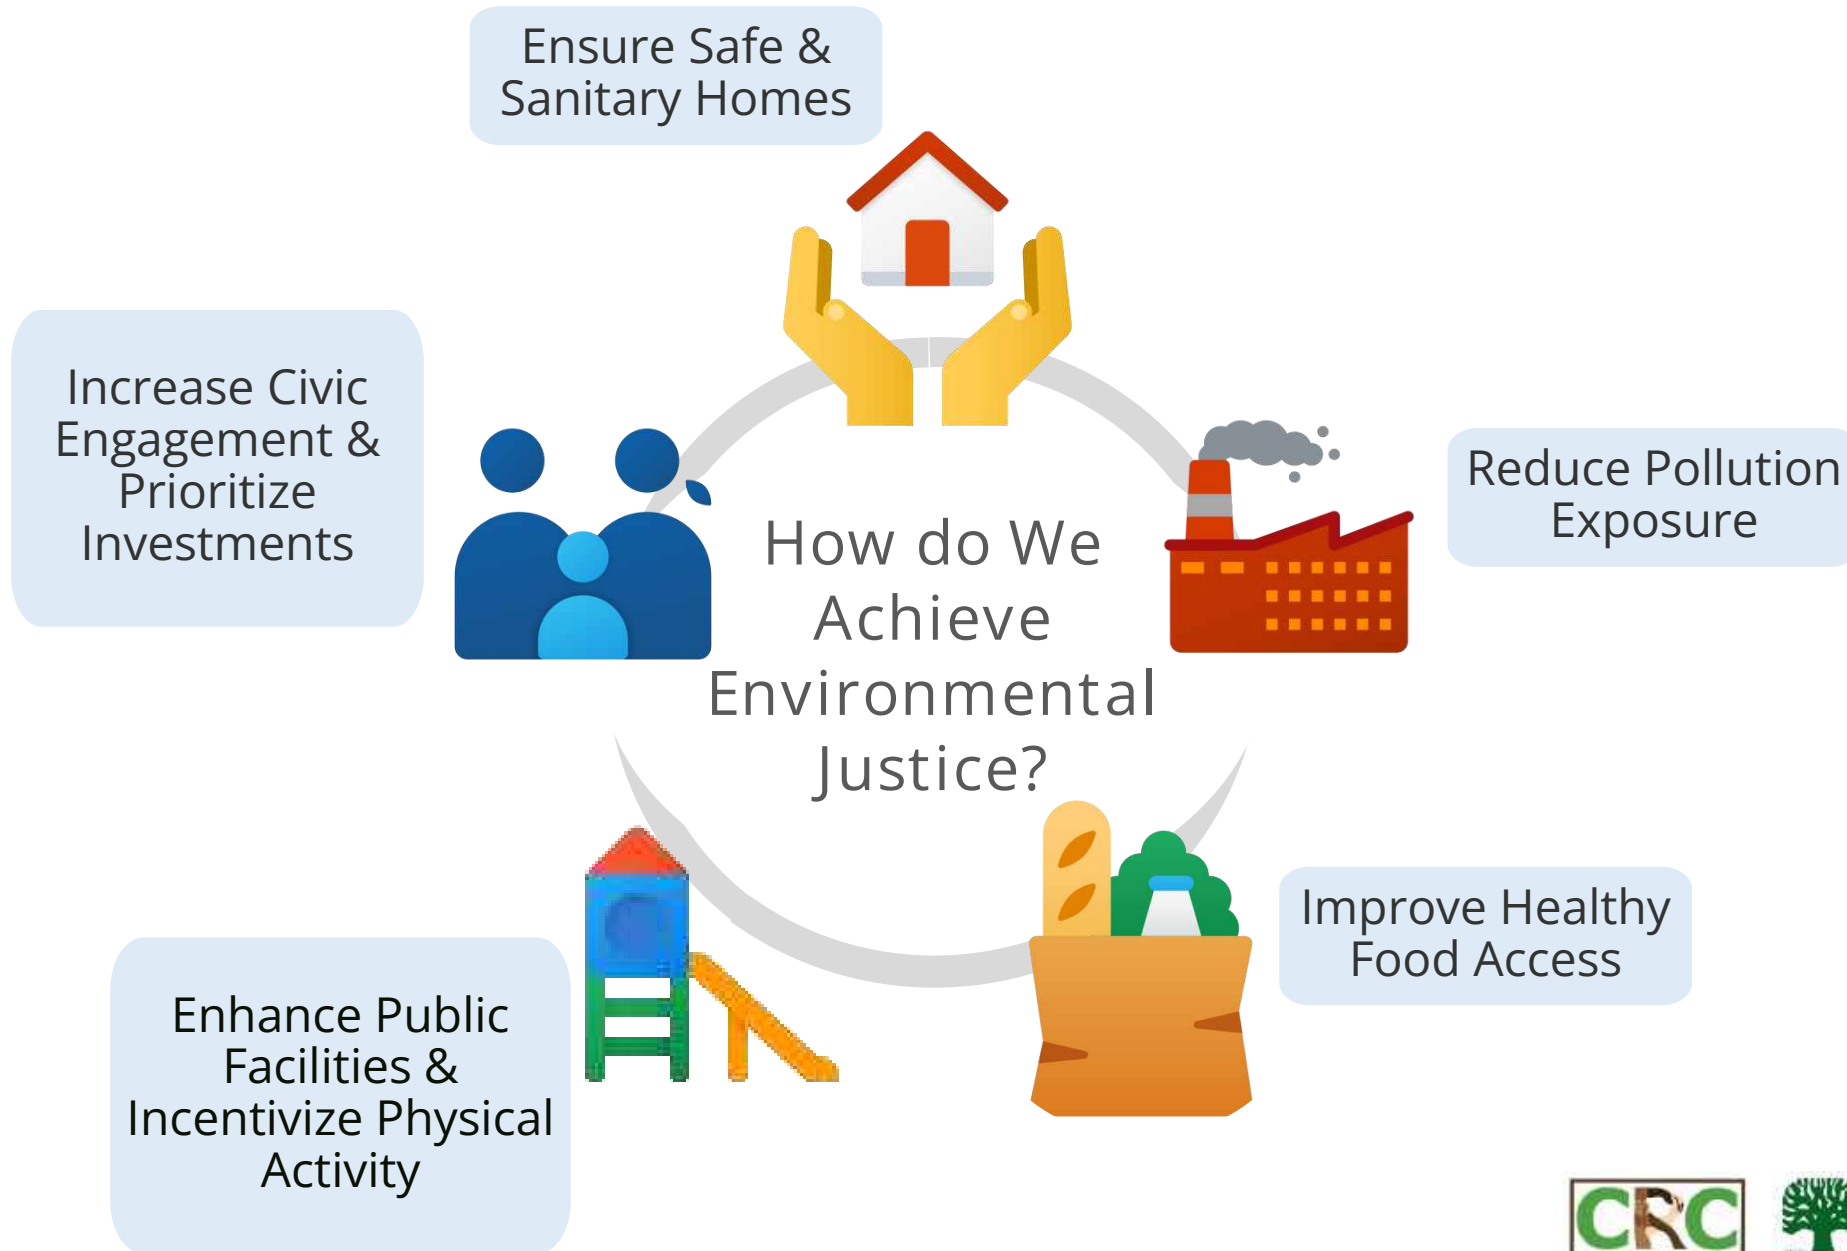 Ensure Safe &
Sanitary Homes
Increase Civic
Engagement &
Prioritize
Investments
Reduce Pollution
Exposure
How do We
Achieve
Environmental
Justice?
Improve Healthy
Food Access
Enhance Public
Facilities &
Incentivize Physical
Activity
CRC